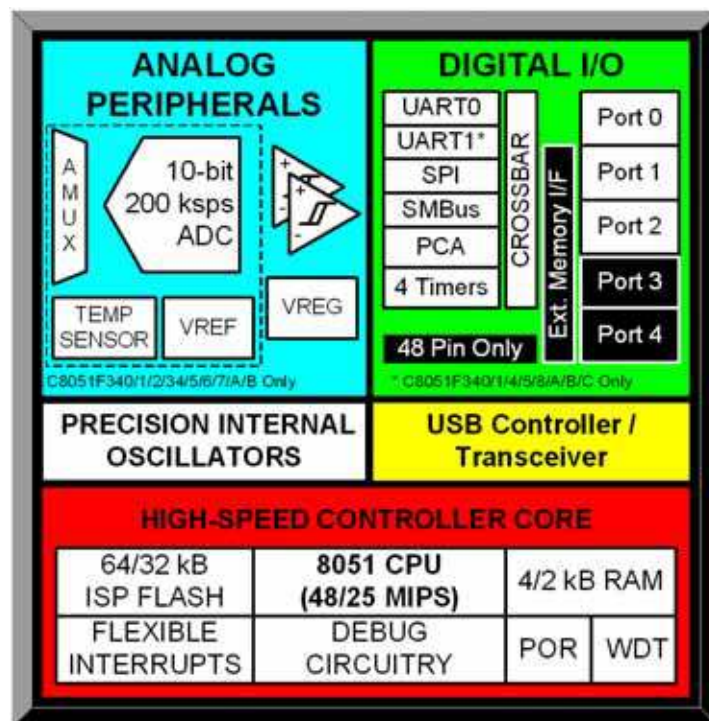 ANALOG
PERIPHERALS
AMUX
10-bit
200 ksps
ADC
+
-
+
-
TEMP
SENSOR
VREF
VREG
C8051F340/1/2/34/5/6/7/A/B Only
DIGITAL I/O
UART0
UART1*
SPI
SMBus
PCA
4 Timers
CROSSBAR
Ext. Memory I/F
Port 0
Port 1
Port 2
Port 3
Port 4
48 Pin Only
* C8051F340/1/4/5/8/A/B/C Only
PRECISION INTERNAL
OSCILLATORS
USB Controller /
Transceiver
HIGH-SPEED CONTROLLER CORE
64/32 kB
ISP FLASH
8051 CPU
(48/25 MIPS)
4/2 kB RAM
FLEXIBLE
INTERRUPTS
DEBUG
CIRCUITRY
POR
WDT